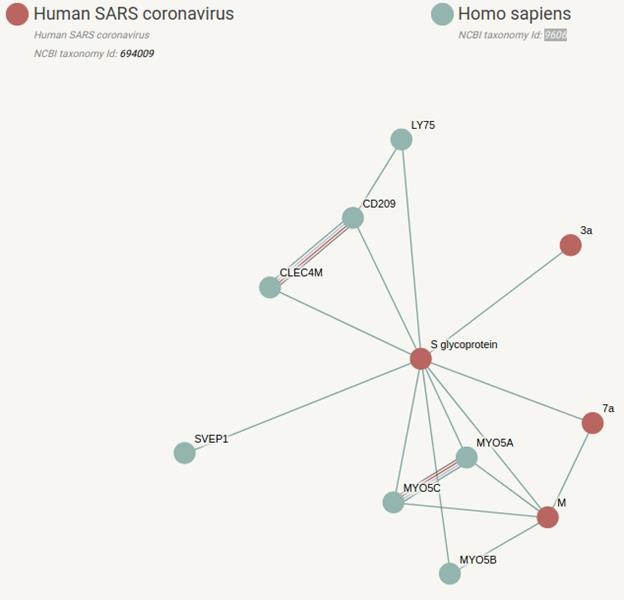 Human SARS coronavirus
Human SARS coronavirus
NCBI taxonomy Id: 694009
Homo sapiens
NCBI taxonomy Id: 9606
LY75
CD209
3a
CLEC4M
S glycoprotein
7a
SVEP1
MYO5A
MYO5C
M
MYO5B